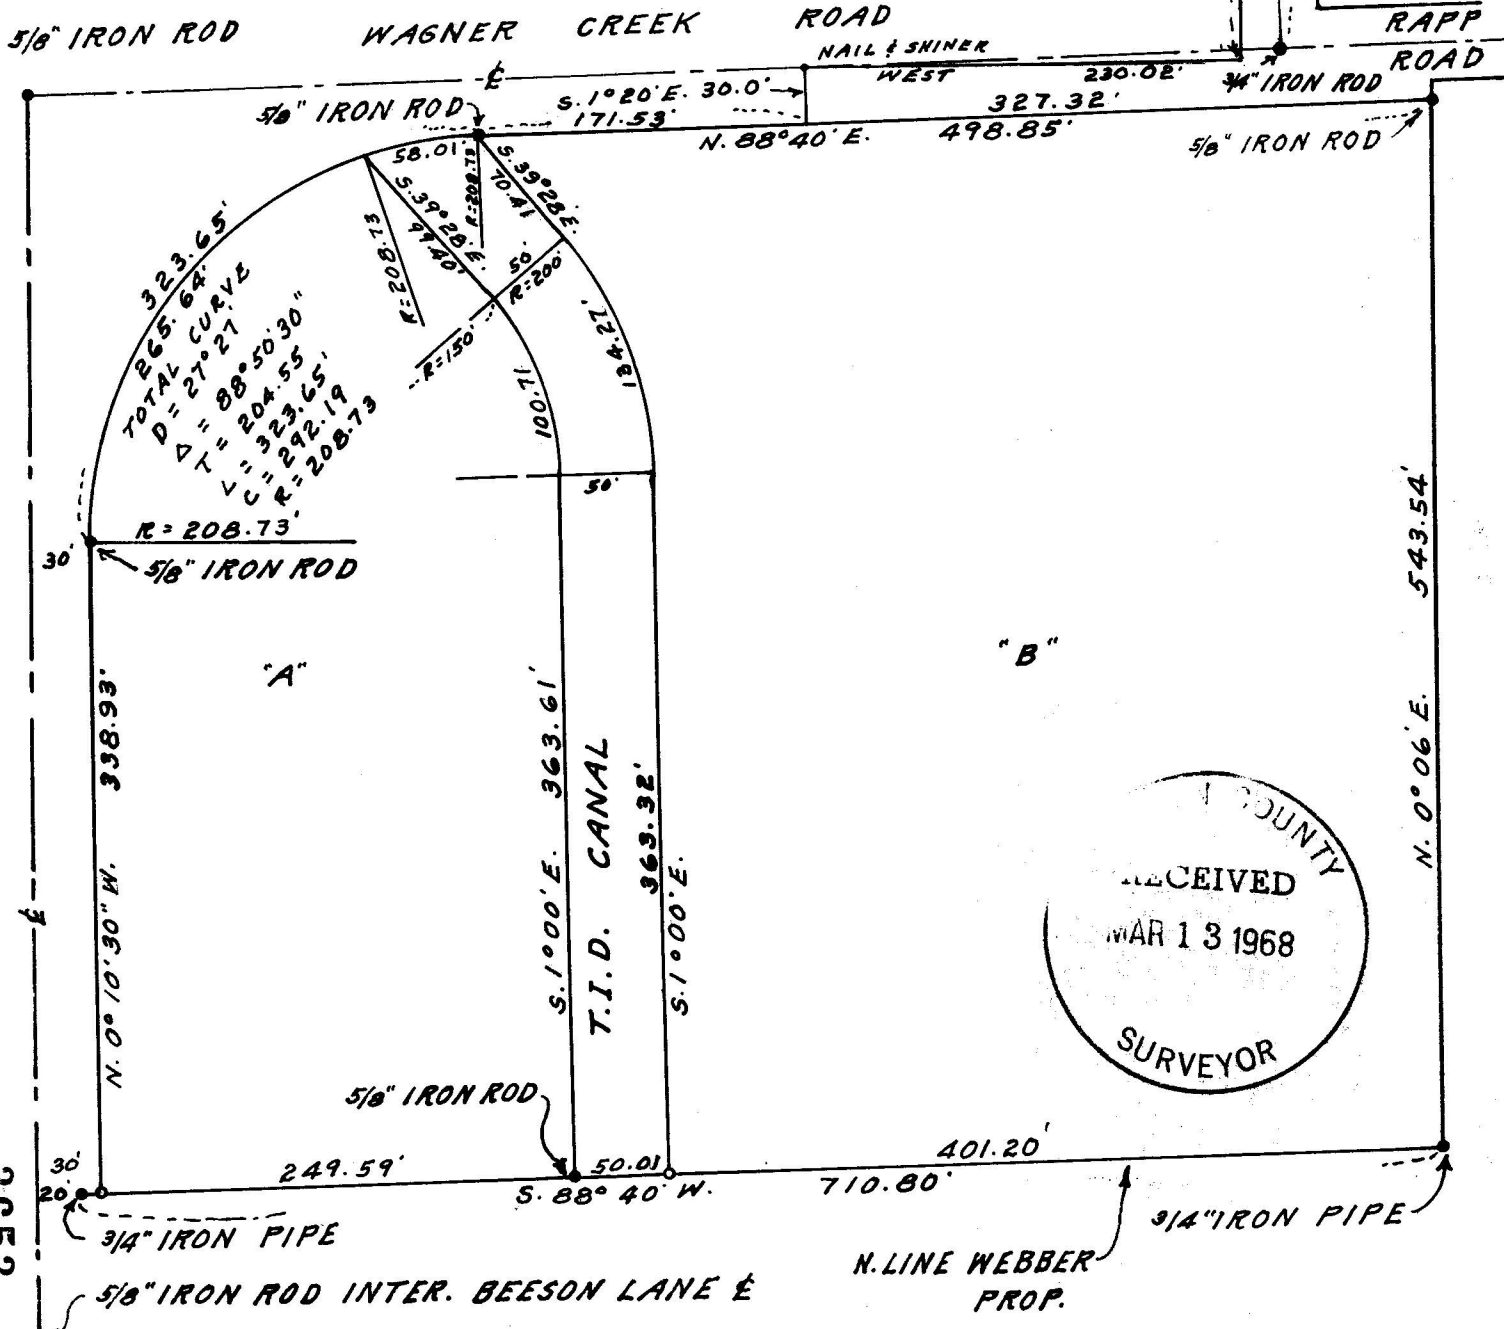 5/8" IRON ROD
WAGNER CREEK ROAD
RAPP
ROAD
NAIL & SHINER
WEST 230.02'
3/4" IRON ROD
℄
5/8" IRON ROD
S. 1° 20' E. 30.0'
171.53'
327.32'
N. 88° 40' E. 498.85'
5/8" IRON ROD
58.01'
R=208.73
S. 39° 28' E.
70.41
S. 39° 28' E.
99.40'
R=208.73
50'
R=200'
R=150'
134.27'
100.71
323.65'
265.64'
TOTAL CURVE
D = 27° 27'
Δ = 88° 50' 30"
T = 204.55
L = 323.65'
C = 292.19
R = 208.73
50'
R = 208.73'
30'
5/8" IRON ROD
543.54'
N. 0° 06' E.
"A"
"B"
338.93'
N. 0° 10' 30" W.
363.61'
S. 1° 00' E.
T.I.D. CANAL
363.32'
S. 1° 00' E.
COUNTY
RECEIVED
MAR 13 1968
SURVEYOR
℄
5/8" IRON ROD
30'
20'
249.59'
50.01
401.20'
S. 88° 40' W. 710.80'
3/4" IRON PIPE
3/4" IRON PIPE
N. LINE WEBBER
PROP.
5/8" IRON ROD INTER. BEESON LANE ℄